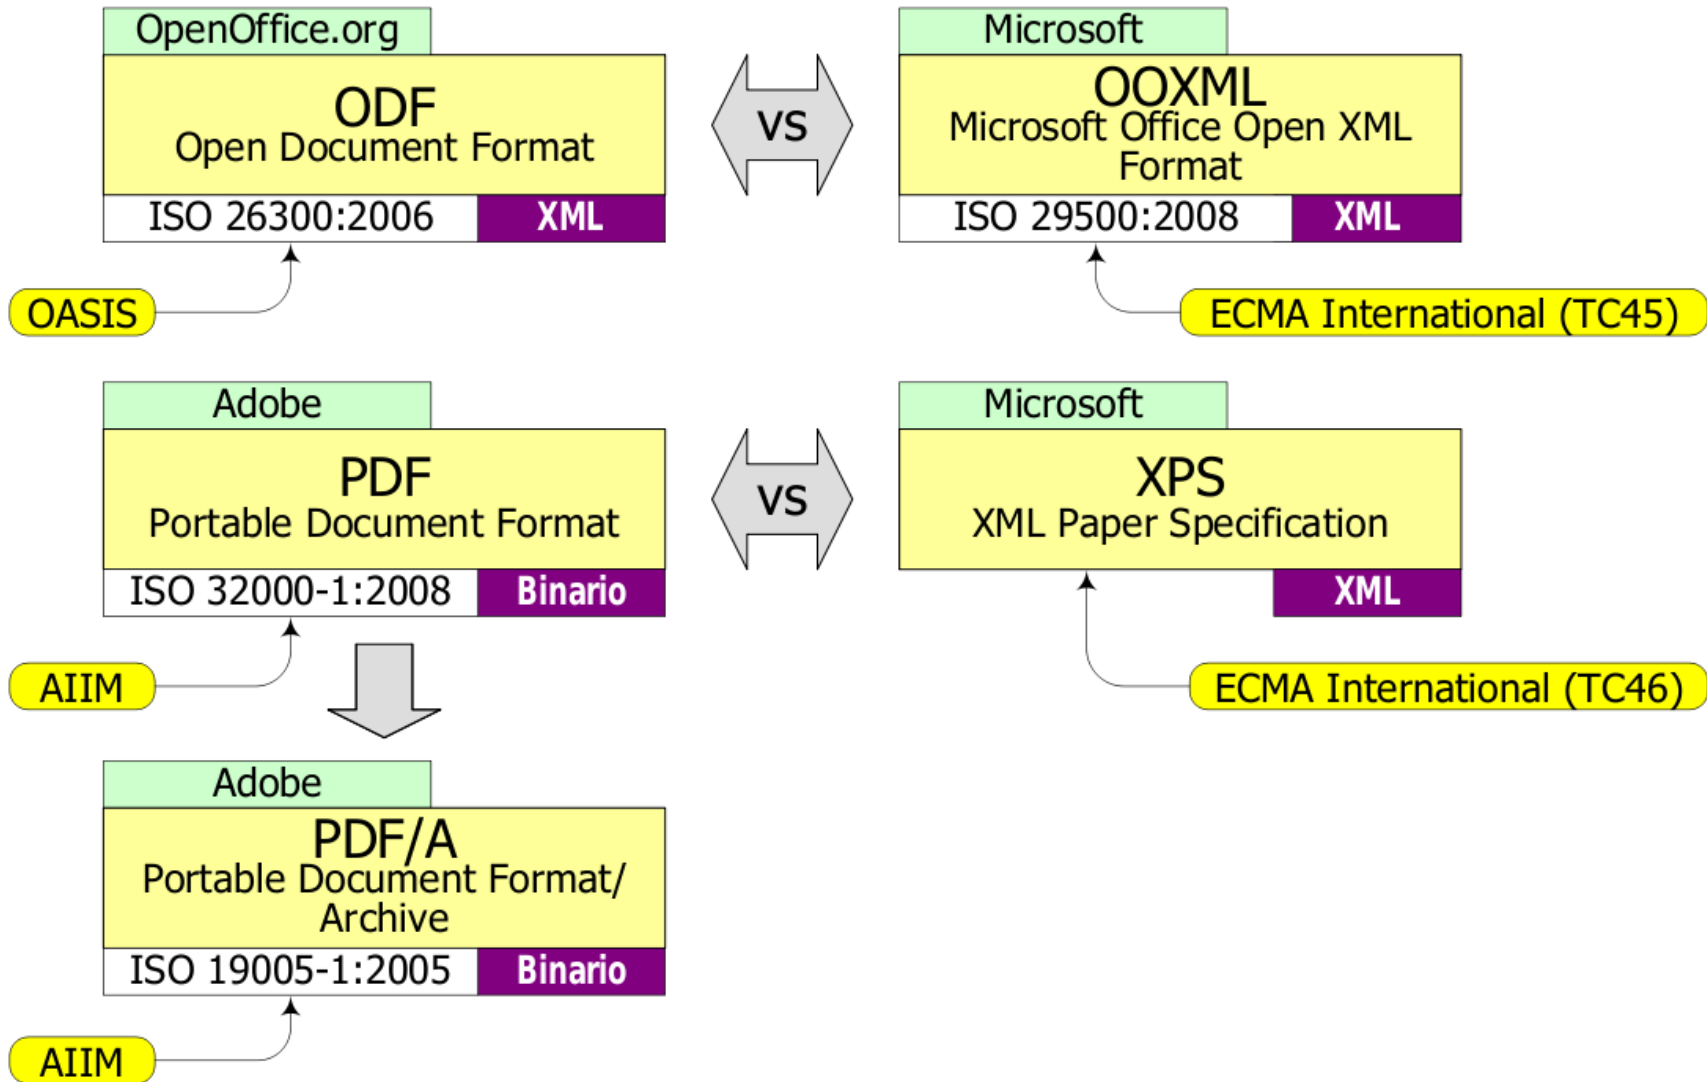 OpenOffice.org
ODF
Open Document Format
ISO 26300:2006
XML
OASIS
vs
Microsoft
OOXML
Microsoft Office Open XML
Format
ISO 29500:2008
XML
ECMA International (TC45)
Adobe
PDF
Portable Document Format
ISO 32000-1:2008
Binario
AIIM
vs
Microsoft
XPS
XML Paper Specification
XML
ECMA International (TC46)
Adobe
PDF/A
Portable Document Format/
Archive
ISO 19005-1:2005
Binario
AIIM